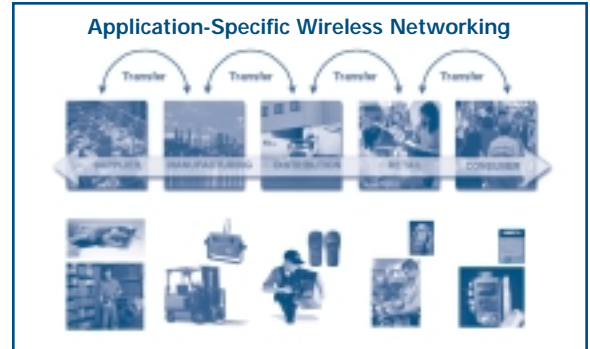 Application-Specific Wireless Networking
Transfer Transfer Transfer Transfer
SUPPLIER MANUFACTURING DISTRIBUTION RETAIL CONSUMER